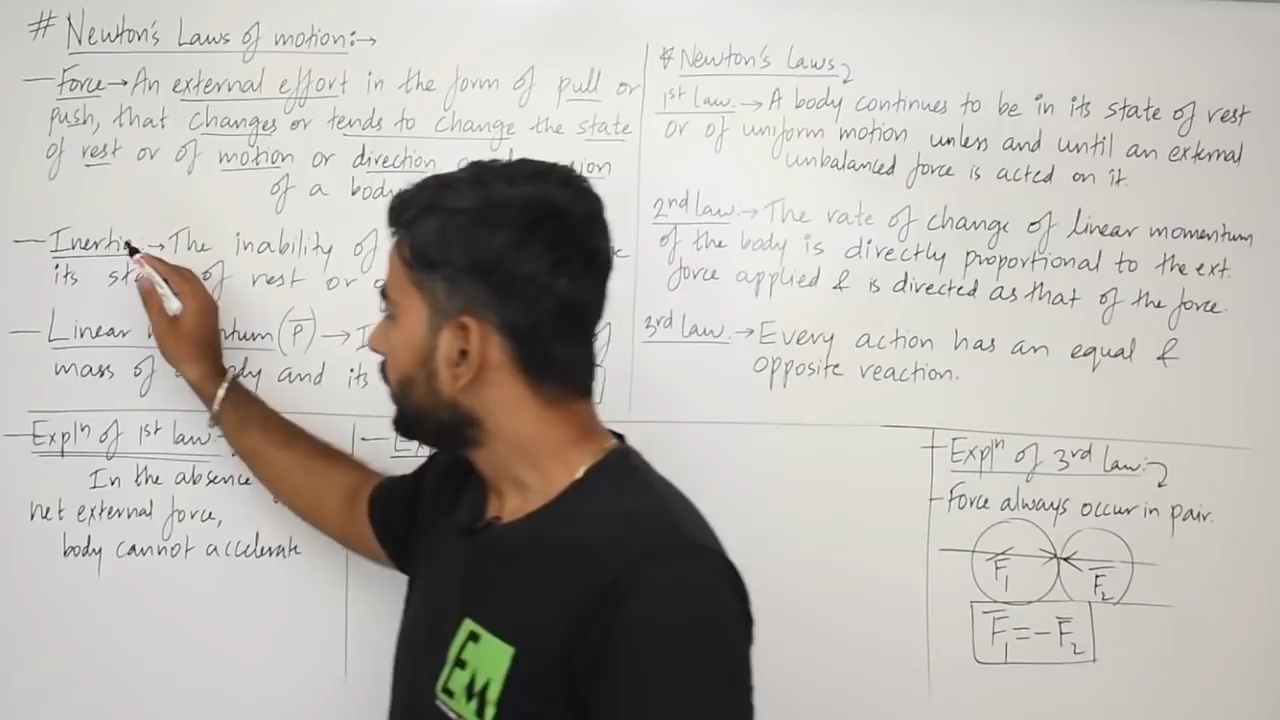 # Newton's Laws of motion:→
— Force → An external effort in the form of pull or
push, that changes or tends to change the state
of rest or of motion or direction
of a body
— Inertia → The inability of
its of rest or
— Linear (P) →
mass of body and its
— Explⁿ of 1st law:
In the absence
net external force,
body cannot accelerate
* Newton's Laws
1st law:→ A body continues to be in its state of rest
or of uniform motion unless and until an external
unbalanced force is acted on it.
2nd law:→ The rate of change of linear momentum
of the body is directly proportional to the ext.
force applied & is directed as that of the force.
3rd law:→ Every action has an equal &
opposite reaction.
Explⁿ of 3rd law:
- Force always occur in pair.
F₁ F₂
F₁ = -F₂
Em